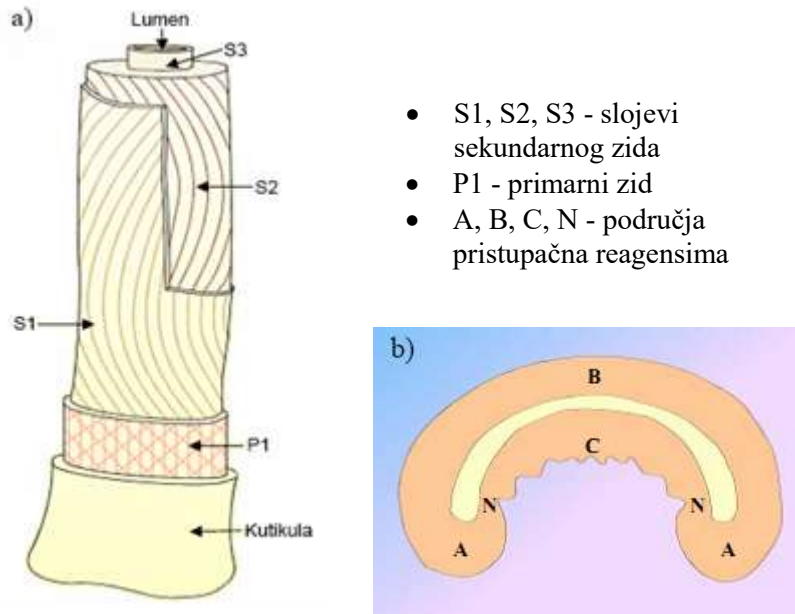 a)
Lumen
S3
S2
S1
P1
Kutikula
• S1, S2, S3 - slojevi
sekundarnog zida
• P1 - primarni zid
• A, B, C, N - područja
pristupačna reagensima
b)
B
C
N
N
A
A